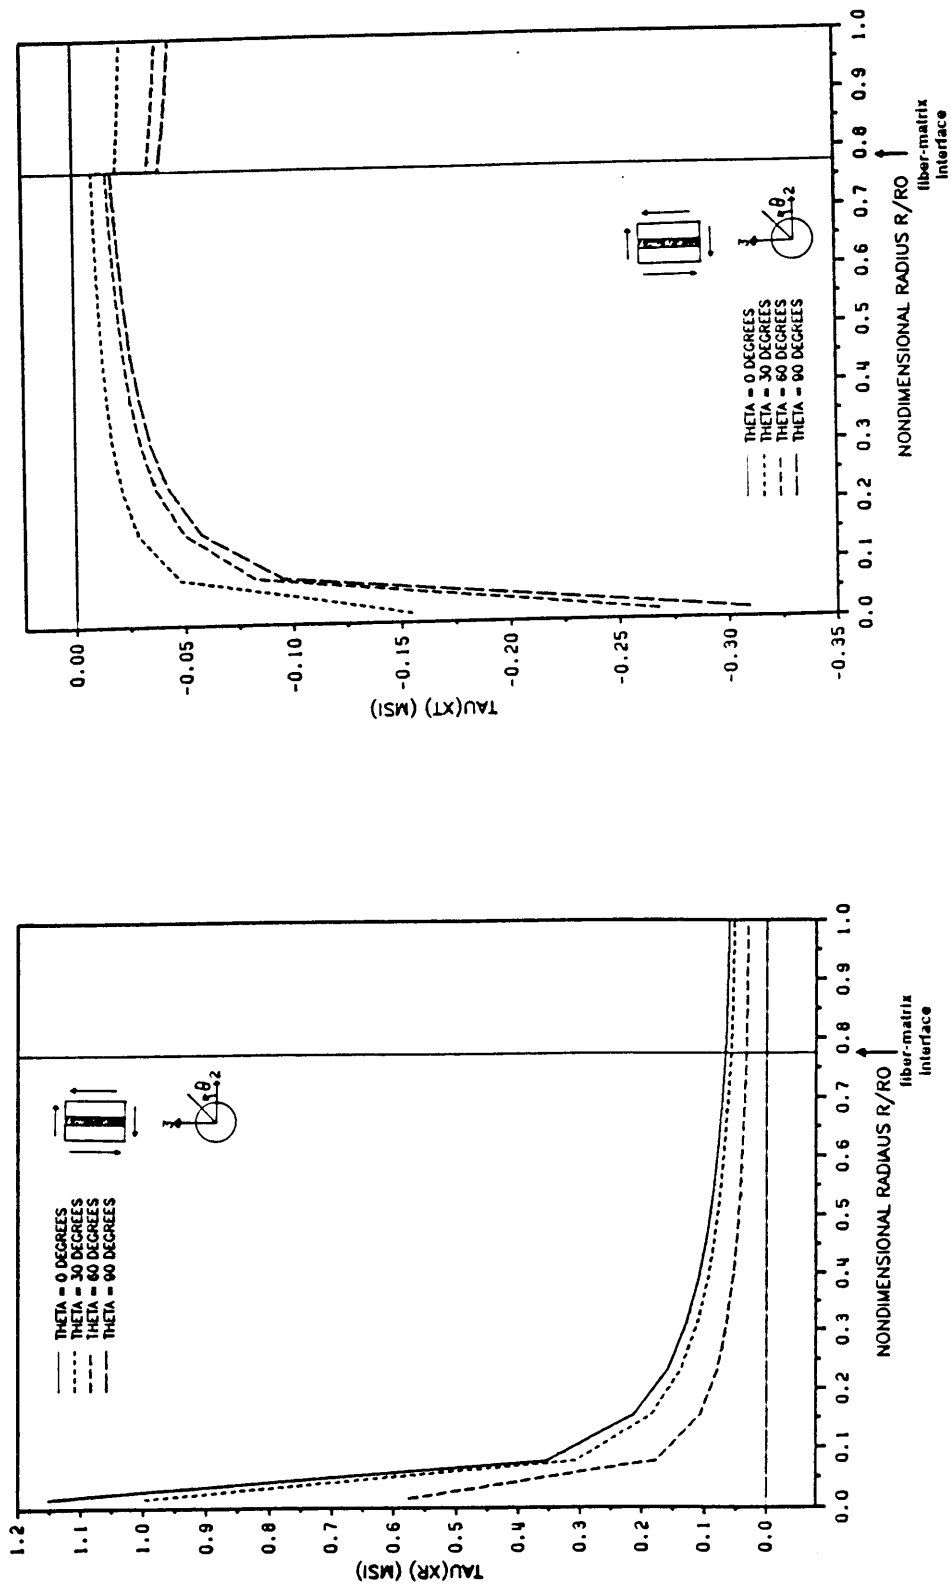 1.2
1.1
1.0
0.9
0.8
0.7
0.6
0.5
0.4
0.3
0.2
0.1
0.0
TAU(XR) (MSI)
THETA = 0 DEGREES
THETA = 30 DEGREES
THETA = 60 DEGREES
THETA = 90 DEGREES
3
R
θ
2
0.0 0.1 0.2 0.3 0.4 0.5 0.6 0.7 0.8 0.9 1.0
NONDIMENSIONAL RADIAUS R/RO
fiber-matrix
interface
0.00
-0.05
-0.10
-0.15
-0.20
-0.25
-0.30
-0.35
TAU(XT) (MSI)
THETA = 0 DEGREES
THETA = 30 DEGREES
THETA = 60 DEGREES
THETA = 90 DEGREES
3
R
θ
2
0.0 0.1 0.2 0.3 0.4 0.5 0.6 0.7 0.8 0.9 1.0
NONDIMENSIONAL RADIUS R/RO
fiber-matrix
interface